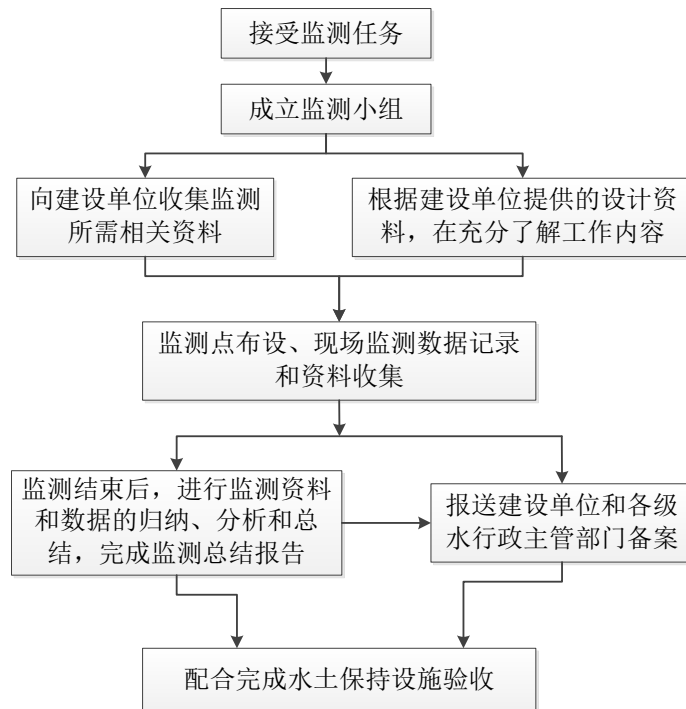 接受监测任务
成立监测小组
向建设单位收集监测
所需相关资料
根据建设单位提供的设计资
料，在充分了解工作内容
监测点布设、现场监测数据记录
和资料收集
监测结束后，进行监测资料
和数据的归纳、分析和总
结，完成监测总结报告
报送建设单位和各级
水行政主管部门备案
配合完成水土保持设施验收